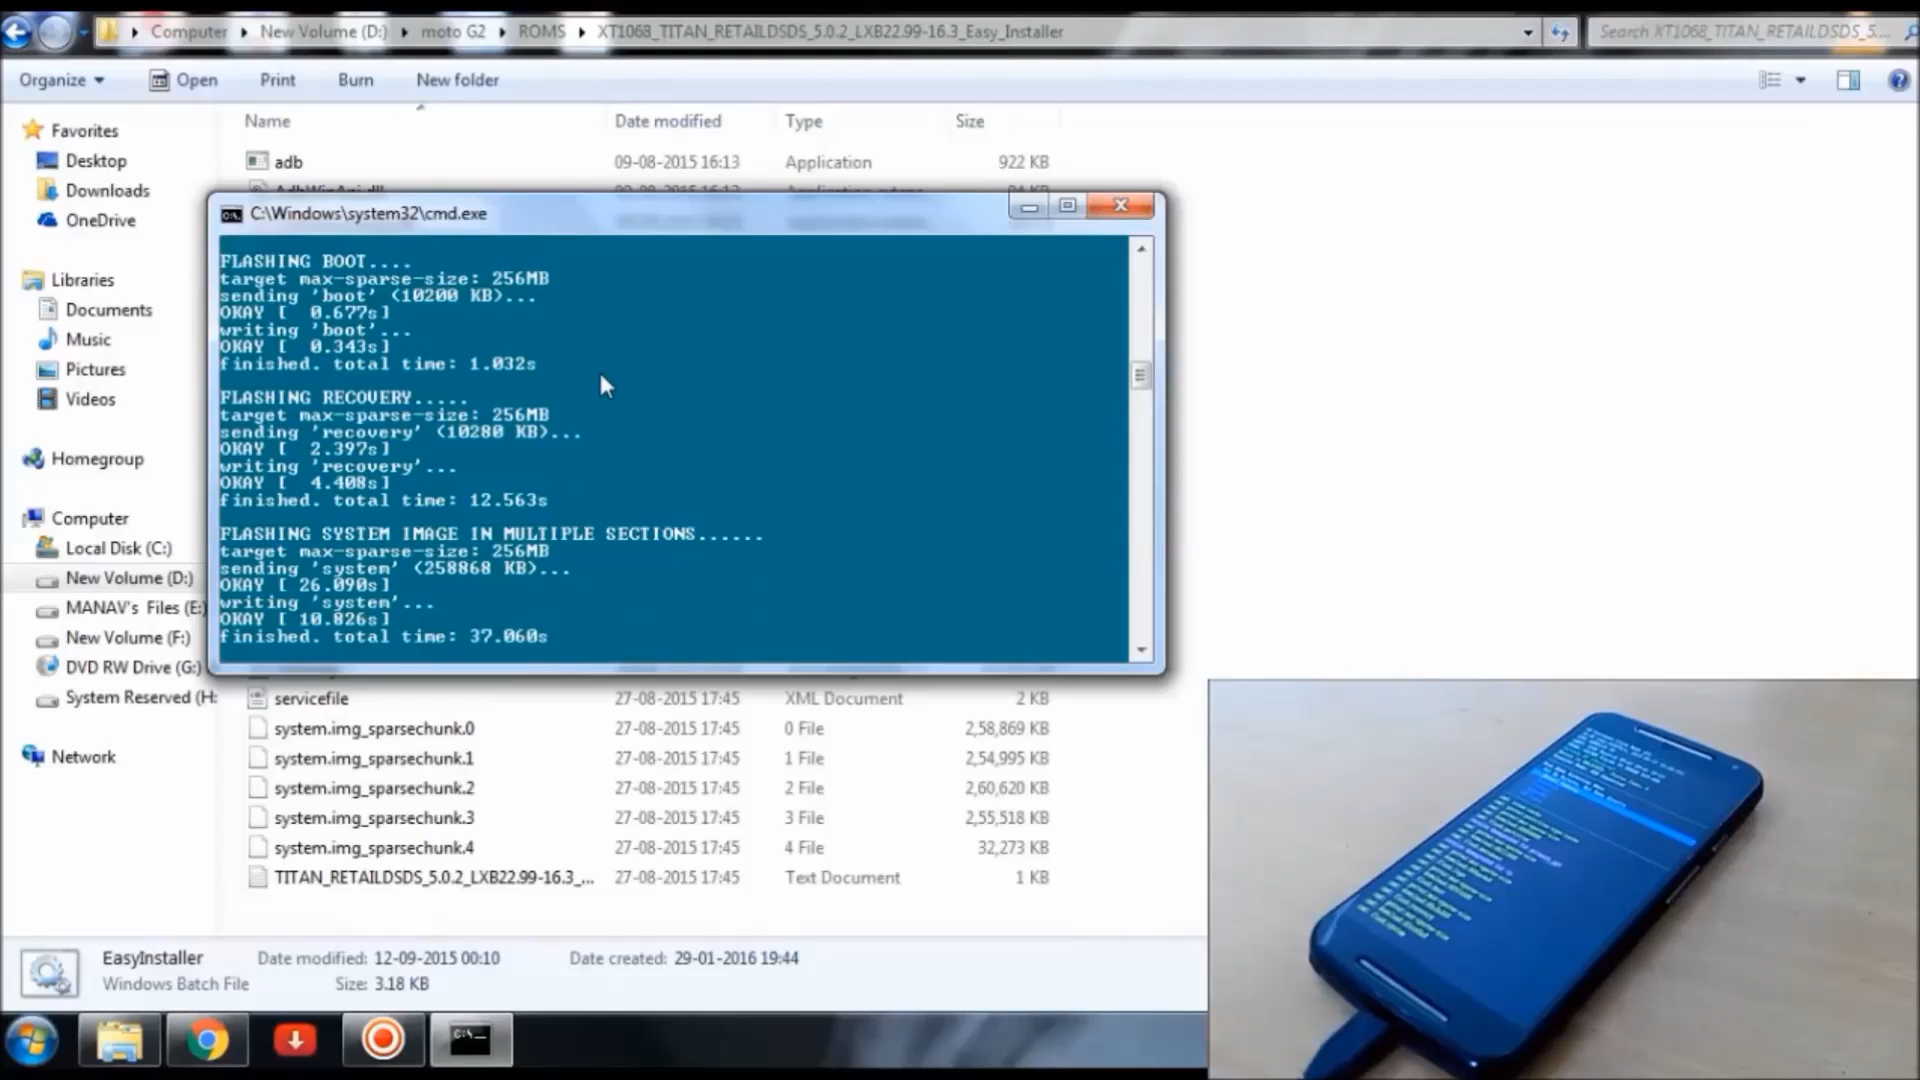 Computer ▸ New Volume (D:) ▸ moto G2 ▸ ROMS ▸ XT1068_TITAN_RETAILDSDS_5.0.2_LXB22.99-16.3_Easy_Installer
Search XT1068_TITAN_RETAILDSDS_5....
Organize Open Print Burn New folder
Name Date modified Type Size
Favorites
Desktop
Downloads
OneDrive
Libraries
Documents
Music
Pictures
Videos
Homegroup
Computer
Local Disk (C:)
New Volume (D:)
MANAV's Files (E:
New Volume (F:)
DVD RW Drive (G:)
System Reserved (H:
Network
adb 09-08-2015 16:13 Application 922 KB
C:\Windows\system32\cmd.exe
FLASHING BOOT....
target max-sparse-size: 256MB
sending 'boot' (10200 KB)...
OKAY [ 0.677s]
writing 'boot'...
OKAY [ 0.343s]
finished. total time: 1.032s
FLASHING RECOVERY.....
target max-sparse-size: 256MB
sending 'recovery' (10280 KB)...
OKAY [ 2.397s]
writing 'recovery'...
OKAY [ 4.408s]
finished. total time: 12.563s
FLASHING SYSTEM IMAGE IN MULTIPLE SECTIONS......
target max-sparse-size: 256MB
sending 'system' (258868 KB)...
OKAY [ 26.090s]
writing 'system'...
OKAY [ 10.826s]
finished. total time: 37.060s
servicefile 27-08-2015 17:45 XML Document 2 KB
system.img_sparsechunk.0 27-08-2015 17:45 0 File 2,58,869 KB
system.img_sparsechunk.1 27-08-2015 17:45 1 File 2,54,995 KB
system.img_sparsechunk.2 27-08-2015 17:45 2 File 2,60,620 KB
system.img_sparsechunk.3 27-08-2015 17:45 3 File 2,55,518 KB
system.img_sparsechunk.4 27-08-2015 17:45 4 File 32,273 KB
TITAN_RETAILDSDS_5.0.2_LXB22.99-16.3_... 27-08-2015 17:45 Text Document 1 KB
EasyInstaller Date modified: 12-09-2015 00:10 Date created: 29-01-2016 19:44
Windows Batch File Size: 3.18 KB